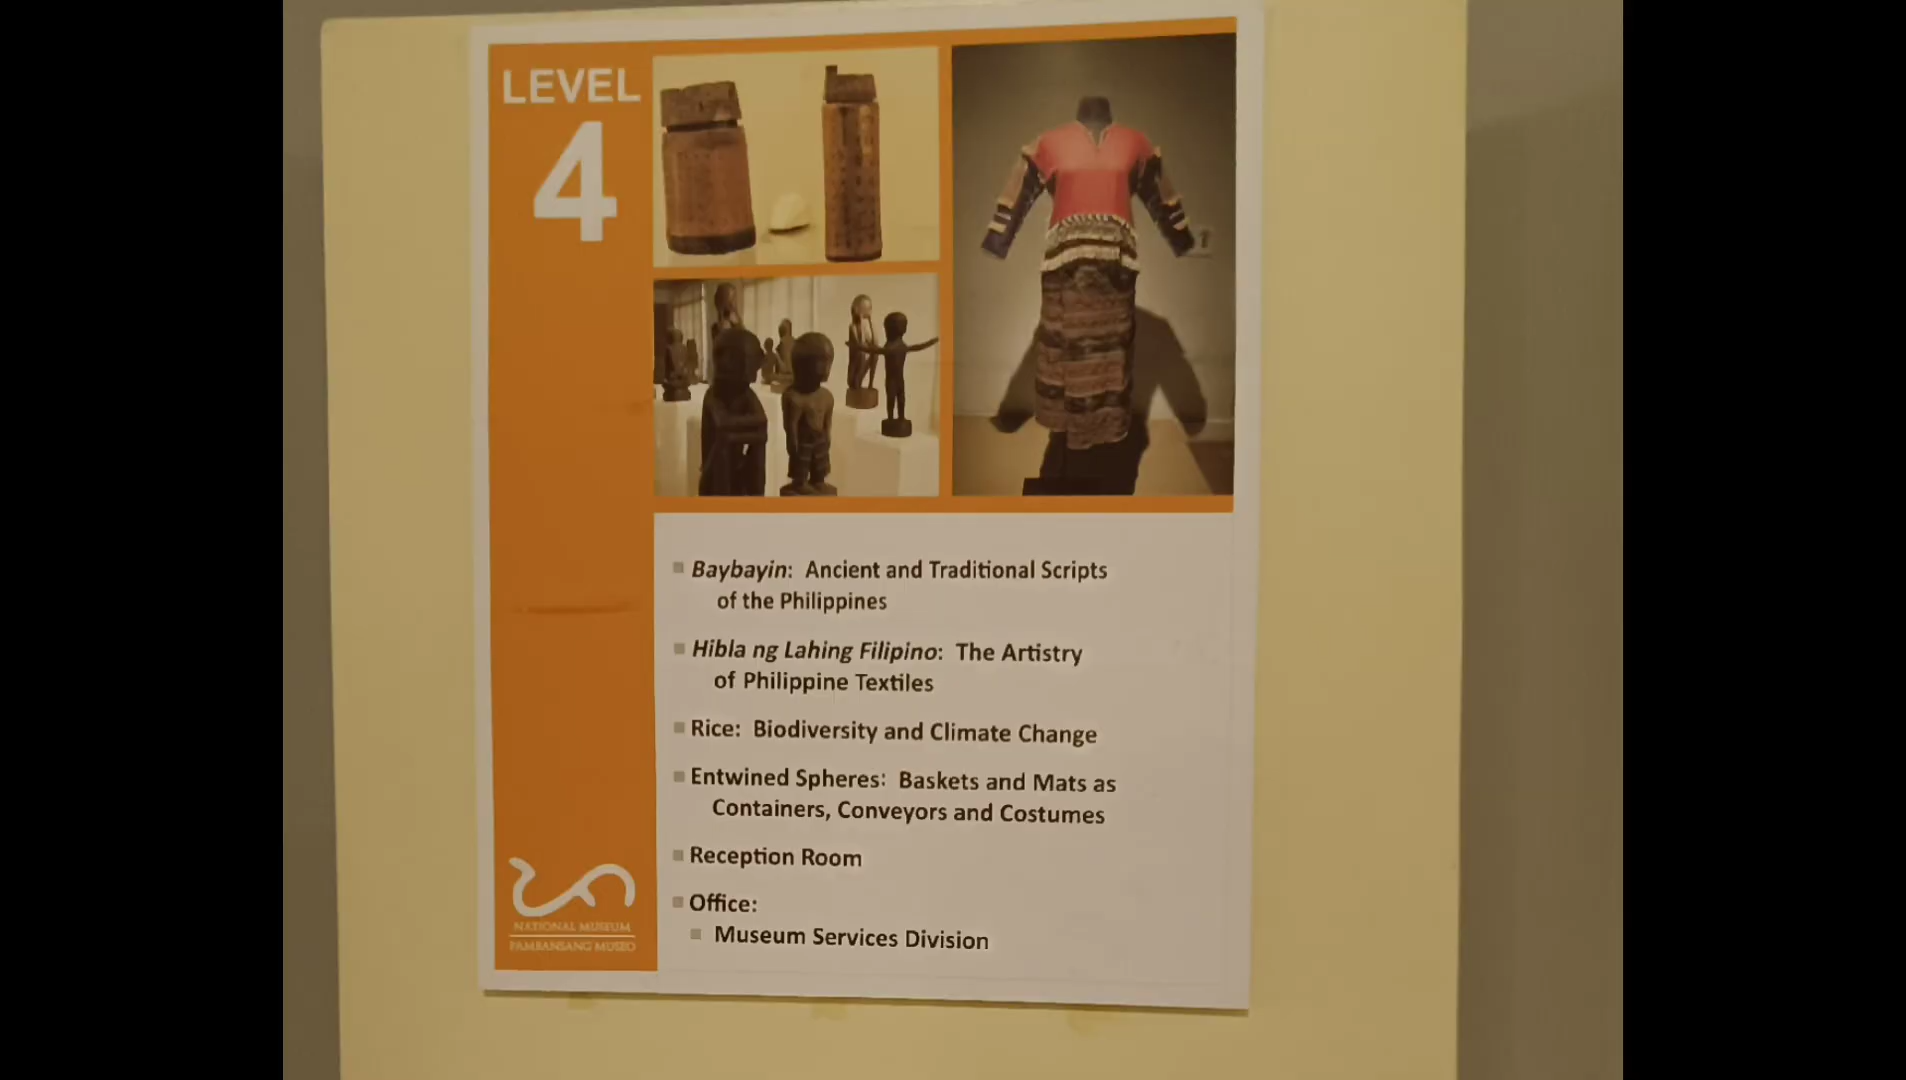 LEVEL
4
Baybayin: Ancient and Traditional Scripts
of the Philippines
Hibla ng Lahing Filipino: The Artistry
of Philippine Textiles
Rice: Biodiversity and Climate Change
Entwined Spheres: Baskets and Mats as
Containers, Conveyors and Costumes
Reception Room
Office:
Museum Services Division
NATIONAL MUSEUM
PAMBANSANG MUSEO